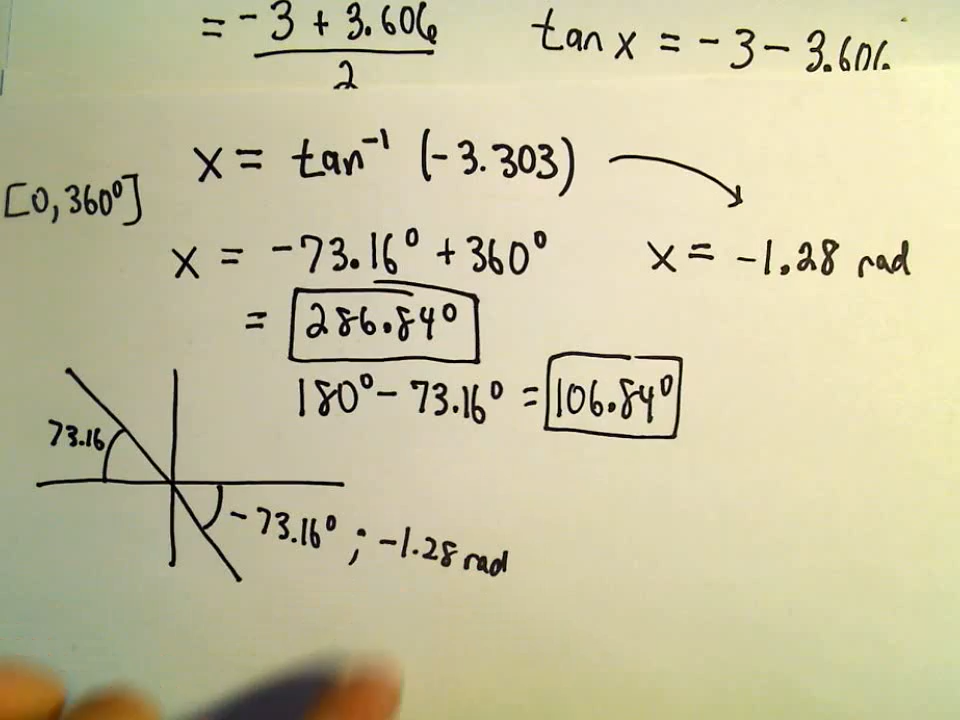 = -3 + 3.606 / 2
tan x = -3 - 3.606
x = tan⁻¹ (-3.303)
[0, 360°]
x = -73.16° + 360°
x = -1.28 rad
= 286.84°
180° - 73.16° = 106.84°
73.16
-73.16° ; -1.28 rad